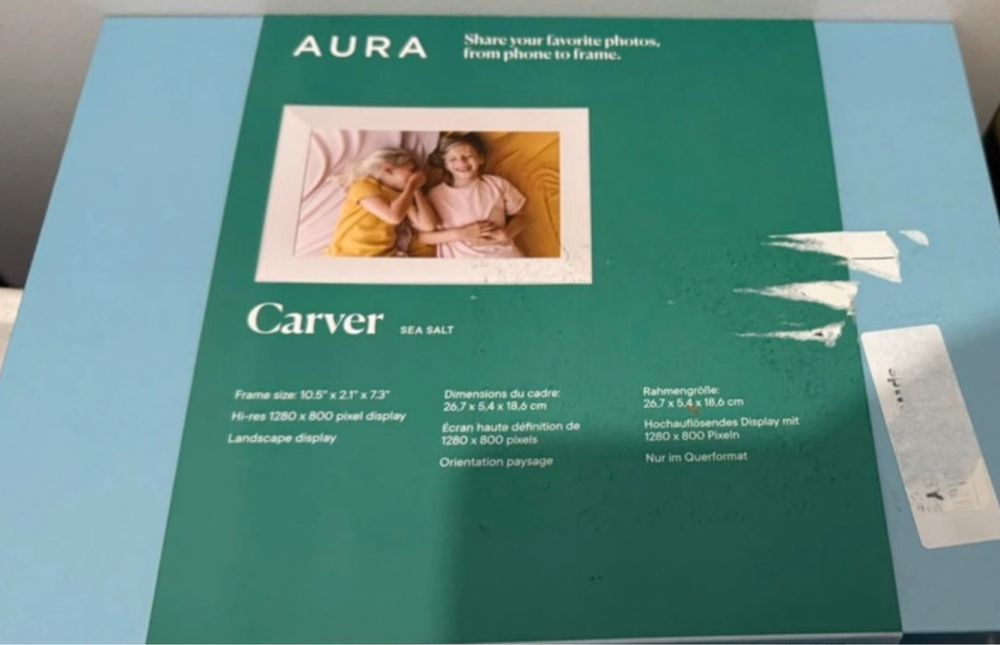 AURA
Share your favorite photos,
from phone to frame.
Carver SEA SALT
Frame size: 10.5" x 2.1" x 7.3"
Hi-res 1280 x 800 pixel display
Landscape display
Dimensions du cadre:
26,7 x 5,4 x 18,6 cm
Écran haute définition de
1280 x 800 pixels
Orientation paysage
Rahmengröße:
26,7 x 5,4 x 18,6 cm
Hochauflösendes Display mit
1280 x 800 Pixeln
Nur im Querformat